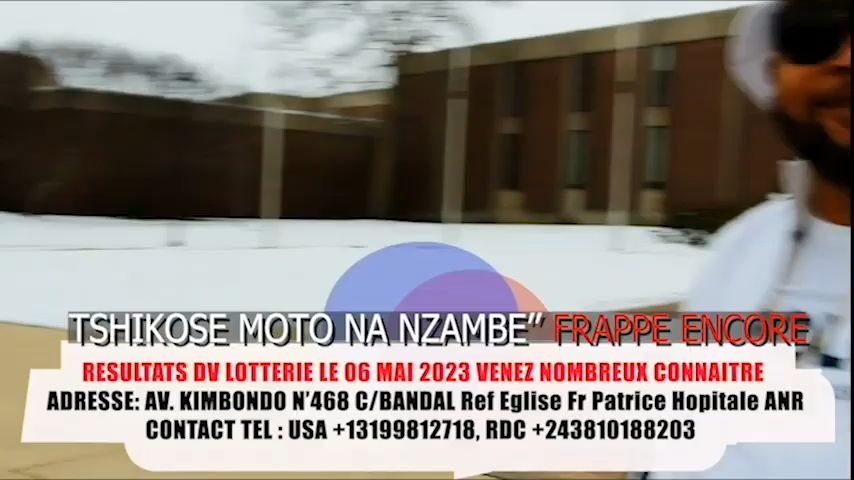 TSHIKOSE MOTO NA NZAMBE” FRAPPE ENCORE
RESULTATS DV LOTTERIE LE 06 MAI 2023 VENEZ NOMBREUX CONNAITRE
ADRESSE: AV. KIMBONDO N'468 C/BANDAL Ref Eglise Fr Patrice Hopitale ANR
CONTACT TEL : USA +13199812718, RDC +243810188203